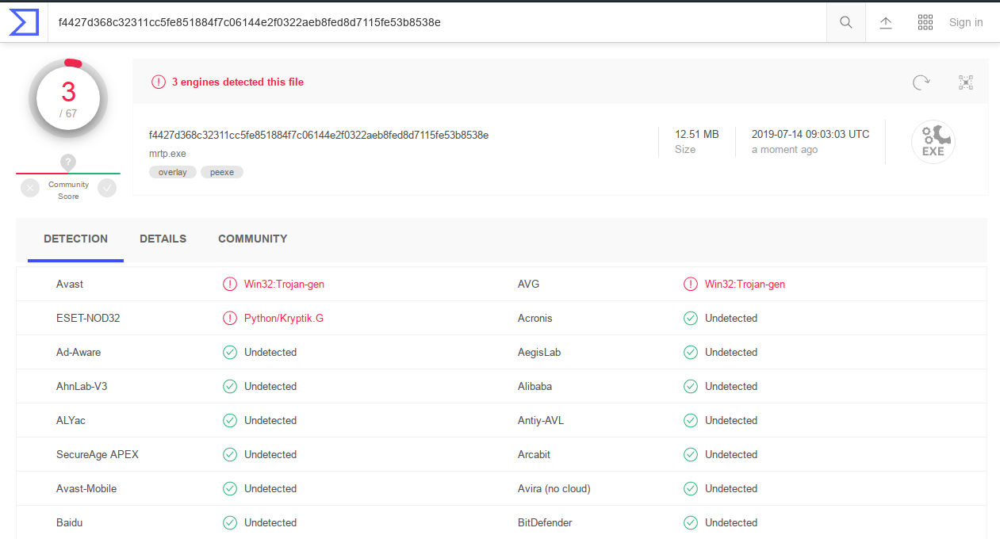 f4427d368c32311cc5fe851884f7c06144e2f0322aeb8fed8d7115fe53b8538e
Sign in
3
/ 67
?
Community
Score
3 engines detected this file
f4427d368c32311cc5fe851884f7c06144e2f0322aeb8fed8d7115fe53b8538e
mrtp.exe
overlay peexe
12.51 MB
Size
2019-07-14 09:03:03 UTC
a moment ago
EXE
DETECTION DETAILS COMMUNITY
Avast Win32:Trojan-gen AVG Win32:Trojan-gen
ESET-NOD32 Python/Kryptik.G Acronis Undetected
Ad-Aware Undetected AegisLab Undetected
AhnLab-V3 Undetected Alibaba Undetected
ALYac Undetected Antiy-AVL Undetected
SecureAge APEX Undetected Arcabit Undetected
Avast-Mobile Undetected Avira (no cloud) Undetected
Baidu Undetected BitDefender Undetected